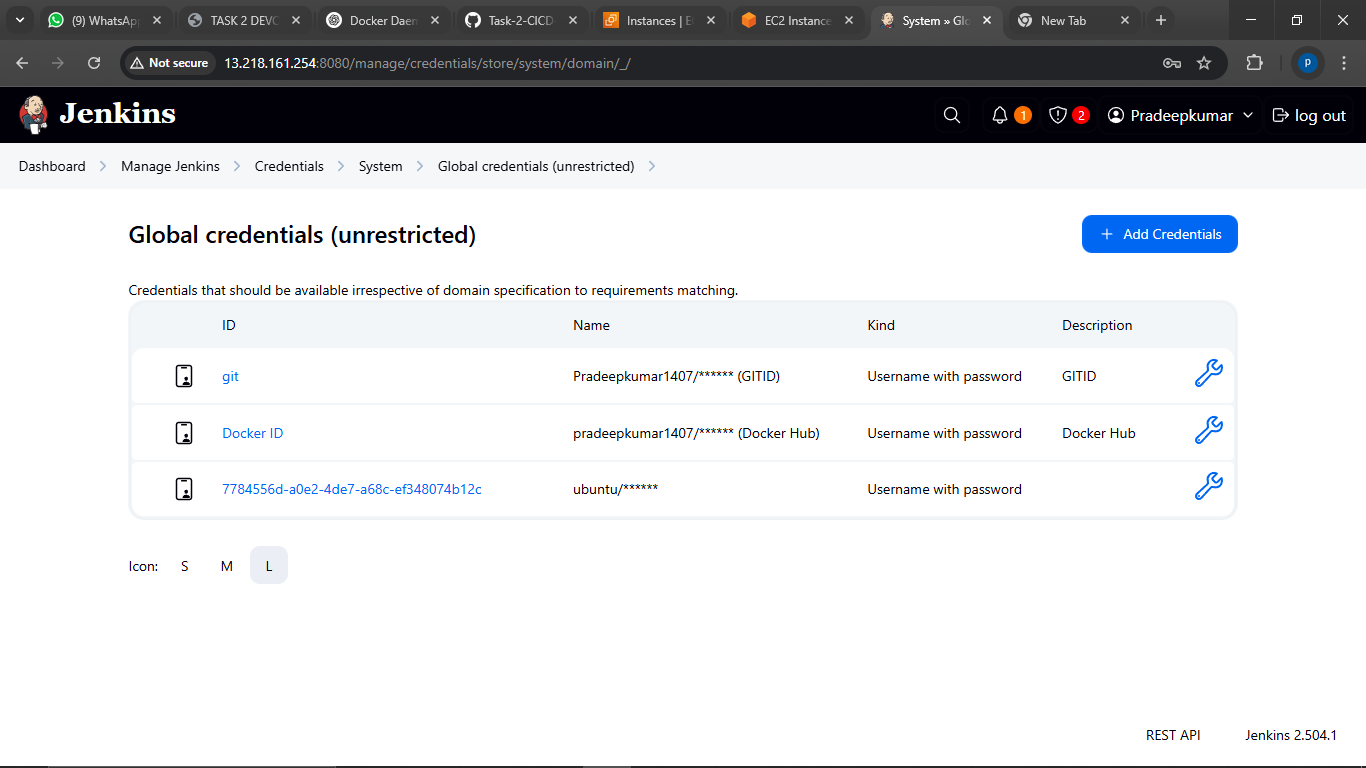 (9) WhatsApp
TASK 2 DEVO
Docker Daem
Task-2-CICD
Instances | E
EC2 Instance
System » Glo
New Tab
Not secure
13.218.161.254:8080/manage/credentials/store/system/domain/_/
p
Jenkins
1
2
Pradeepkumar
log out
Dashboard
Manage Jenkins
Credentials
System
Global credentials (unrestricted)
Global credentials (unrestricted)
+ Add Credentials
Credentials that should be available irrespective of domain specification to requirements matching.
ID Name Kind Description
git Pradeepkumar1407/****** (GITID) Username with password GITID
Docker ID pradeepkumar1407/****** (Docker Hub) Username with password Docker Hub
7784556d-a0e2-4de7-a68c-ef348074b12c ubuntu/****** Username with password
Icon: S M L
REST API Jenkins 2.504.1